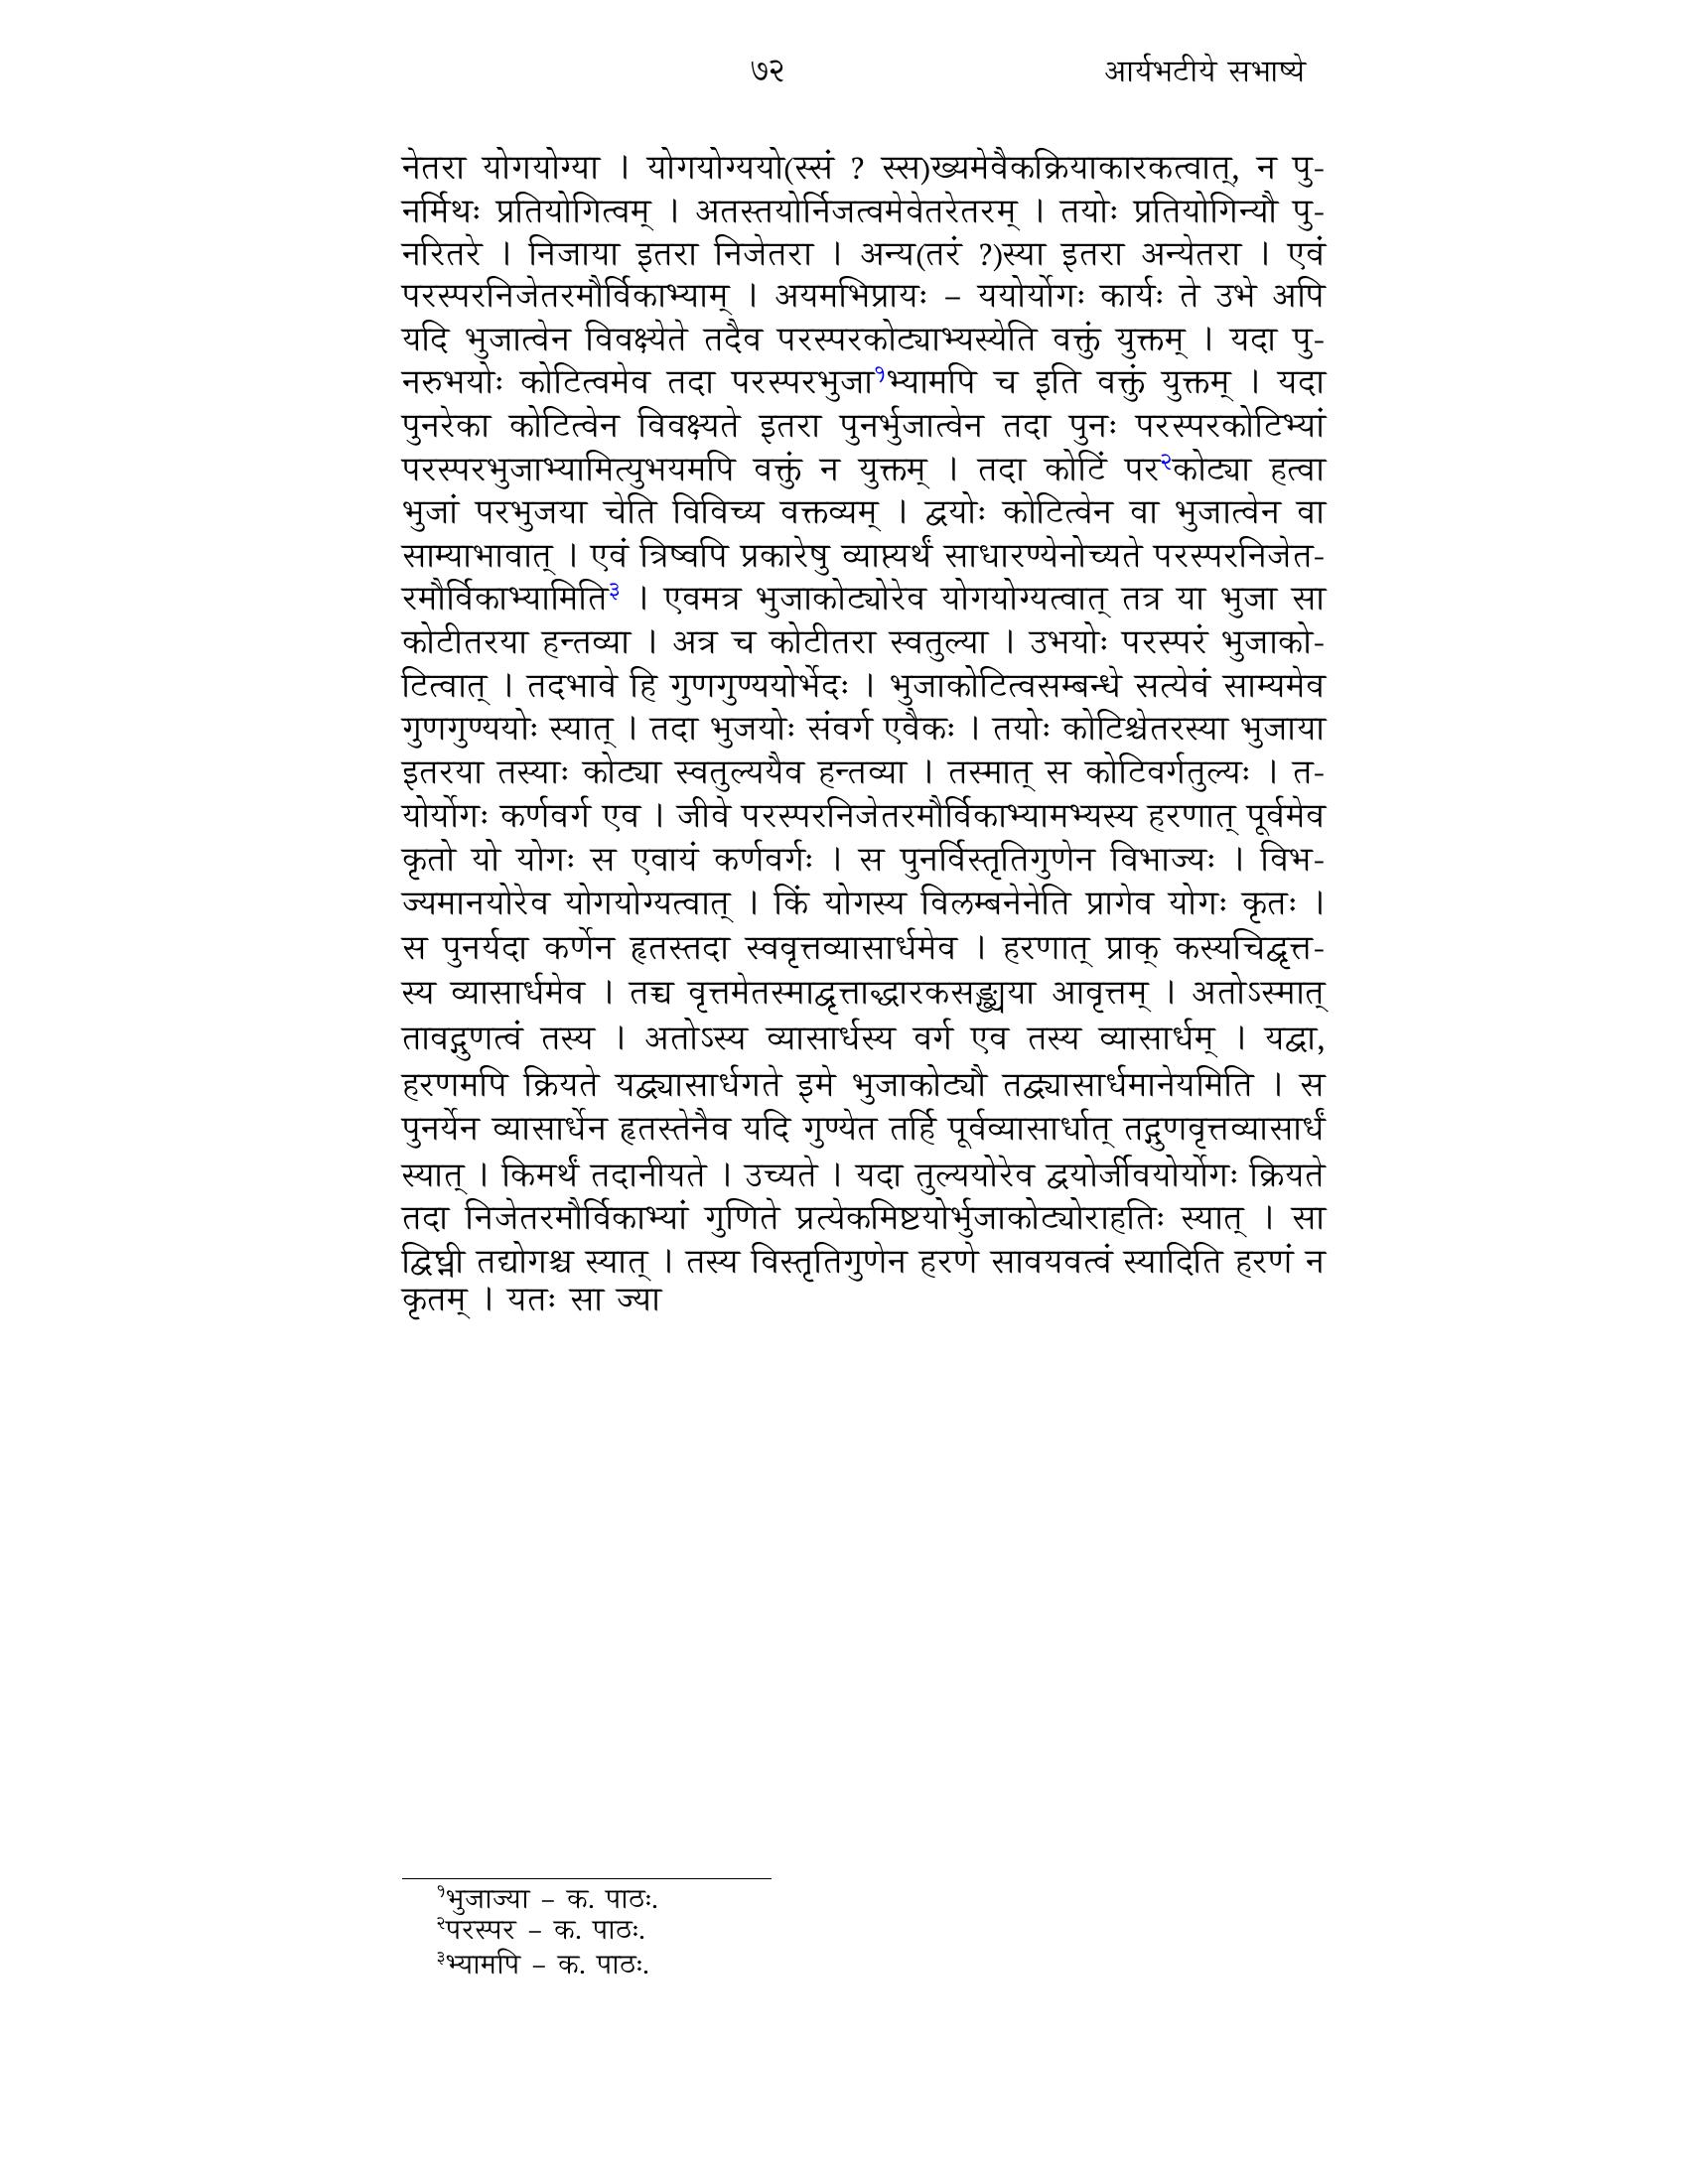 ७२ आर्यभटीये सभाष्ये
नेतरा योगयोग्या । योगयोग्ययो(स्सं ? स्स)ख्यमेवैकक्रियाकारकत्वात्, न पु-
नर्मिथः प्रतियोगित्वम् । अतस्तयोर्निजत्वमेवेतरेतरम् । तयोः प्रतियोगिन्यौ पु-
नरितरे । निजाया इतरा निजेतरा । अन्य(तरं ?)स्या इतरा अन्येतरा । एवं
परस्परनिजेतरमौर्विकाभ्याम् । अयमभिप्रायः – ययोर्योगः कार्यः ते उभे अपि
यदि भुजात्वेन विवक्ष्येते तदैव परस्परकोट्याभ्यस्येति वक्तुं युक्तम् । यदा पु-
नरुभयोः कोटित्वमेव तदा परस्परभुजा१भ्यामपि च इति वक्तुं युक्तम् । यदा
पुनरेका कोटित्वेन विवक्ष्यते इतरा पुनर्भुजात्वेन तदा पुनः परस्परकोटिभ्यां
परस्परभुजाभ्यामित्युभयमपि वक्तुं न युक्तम् । तदा कोटिं पर२कोट्या हत्वा
भुजां परभुजया चेति विविच्य वक्तव्यम् । द्वयोः कोटित्वेन वा भुजात्वेन वा
साम्याभावात् । एवं त्रिष्वपि प्रकारेषु व्याप्त्यर्थं साधारण्येनोच्यते परस्परनिजेत-
रमौर्विकाभ्यामिति३ । एवमत्र भुजाकोट्योरेव योगयोग्यत्वात् तत्र या भुजा सा
कोटीतरया हन्तव्या । अत्र च कोटीतरा स्वतुल्या । उभयोः परस्परं भुजाको-
टित्वात् । तदभावे हि गुणगुण्ययोर्भेदः । भुजाकोटित्वसम्बन्धे सत्येवं साम्यमेव
गुणगुण्ययोः स्यात् । तदा भुजयोः संवर्ग एवैकः । तयोः कोटिश्चेतरस्या भुजाया
इतरया तस्याः कोट्या स्वतुल्ययैव हन्तव्या । तस्मात् स कोटिवर्गतुल्यः । त-
योर्योगः कर्णवर्ग एव । जीवे परस्परनिजेतरमौर्विकाभ्यामभ्यस्य हरणात् पूर्वमेव
कृतो यो योगः स एवायं कर्णवर्गः । स पुनर्विस्तृतिगुणेन विभाज्यः । विभ-
ज्यमानयोरेव योगयोग्यत्वात् । किं योगस्य विलम्बनेनेति प्रागेव योगः कृतः ।
स पुनर्यदा कर्णेन हृतस्तदा स्ववृत्तव्यासार्धमेव । हरणात् प्राक् कस्यचिद्वृत्त-
स्य व्यासार्धमेव । तच्च वृत्तमेतस्माद्वृत्ताद्धारकसङ्ख्यया आवृत्तम् । अतोऽस्मात्
तावद्गुणत्वं तस्य । अतोऽस्य व्यासार्धस्य वर्ग एव तस्य व्यासार्धम् । यद्वा,
हरणमपि क्रियते यद्व्यासार्धगते इमे भुजाकोट्यौ तद्व्यासार्धमानेयमिति । स
पुनर्येन व्यासार्धेन हृतस्तेनैव यदि गुण्येत तर्हि पूर्वव्यासार्धात् तद्गुणवृत्तव्यासार्धं
स्यात् । किमर्थं तदानीयते । उच्यते । यदा तुल्ययोरेव द्वयोर्जीवयोर्योगः क्रियते
तदा निजेतरमौर्विकाभ्यां गुणिते प्रत्येकमिष्टयोर्भुजाकोट्योराहतिः स्यात् । सा
द्विघ्नी तद्योगश्च स्यात् । तस्य विस्तृतिगुणेन हरणे सावयवत्वं स्यादिति हरणं न
कृतम् । यतः सा ज्या
१भुजाज्या – क. पाठः.
२परस्पर – क. पाठः.
३भ्यामपि – क. पाठः.